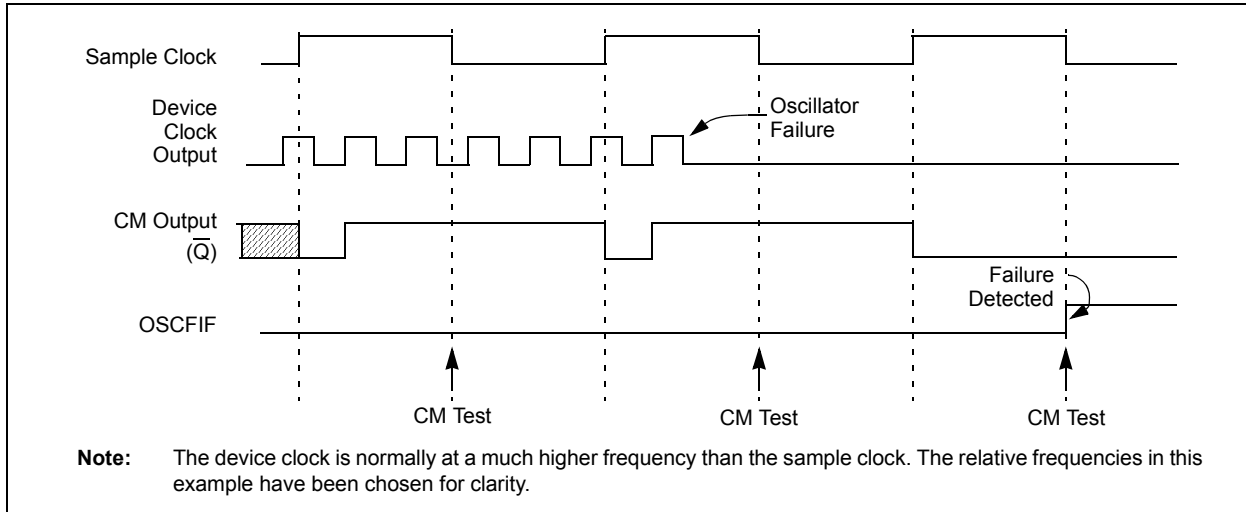 Sample Clock
Device
Clock
Output
Oscillator
Failure
CM Output
(Q̅)
Failure
Detected
OSCFIF
CM Test
CM Test
CM Test
Note: The device clock is normally at a much higher frequency than the sample clock. The relative frequencies in this
example have been chosen for clarity.